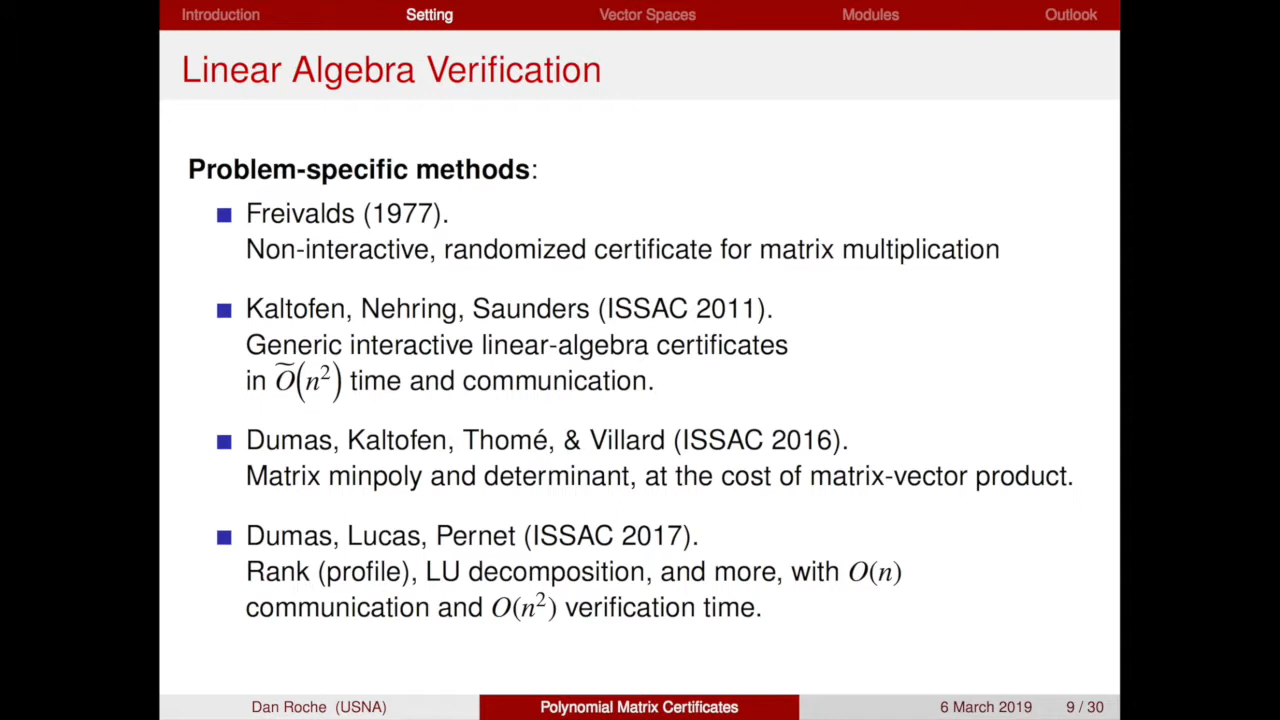 Introduction Setting Vector Spaces Modules Outlook
Linear Algebra Verification
Problem-specific methods:
Freivalds (1977).
Non-interactive, randomized certificate for matrix multiplication
Kaltofen, Nehring, Saunders (ISSAC 2011).
Generic interactive linear-algebra certificates
in Õ(n²) time and communication.
Dumas, Kaltofen, Thomé, & Villard (ISSAC 2016).
Matrix minpoly and determinant, at the cost of matrix-vector product.
Dumas, Lucas, Pernet (ISSAC 2017).
Rank (profile), LU decomposition, and more, with O(n)
communication and O(n²) verification time.
Dan Roche (USNA) Polynomial Matrix Certificates 6 March 2019 9 / 30